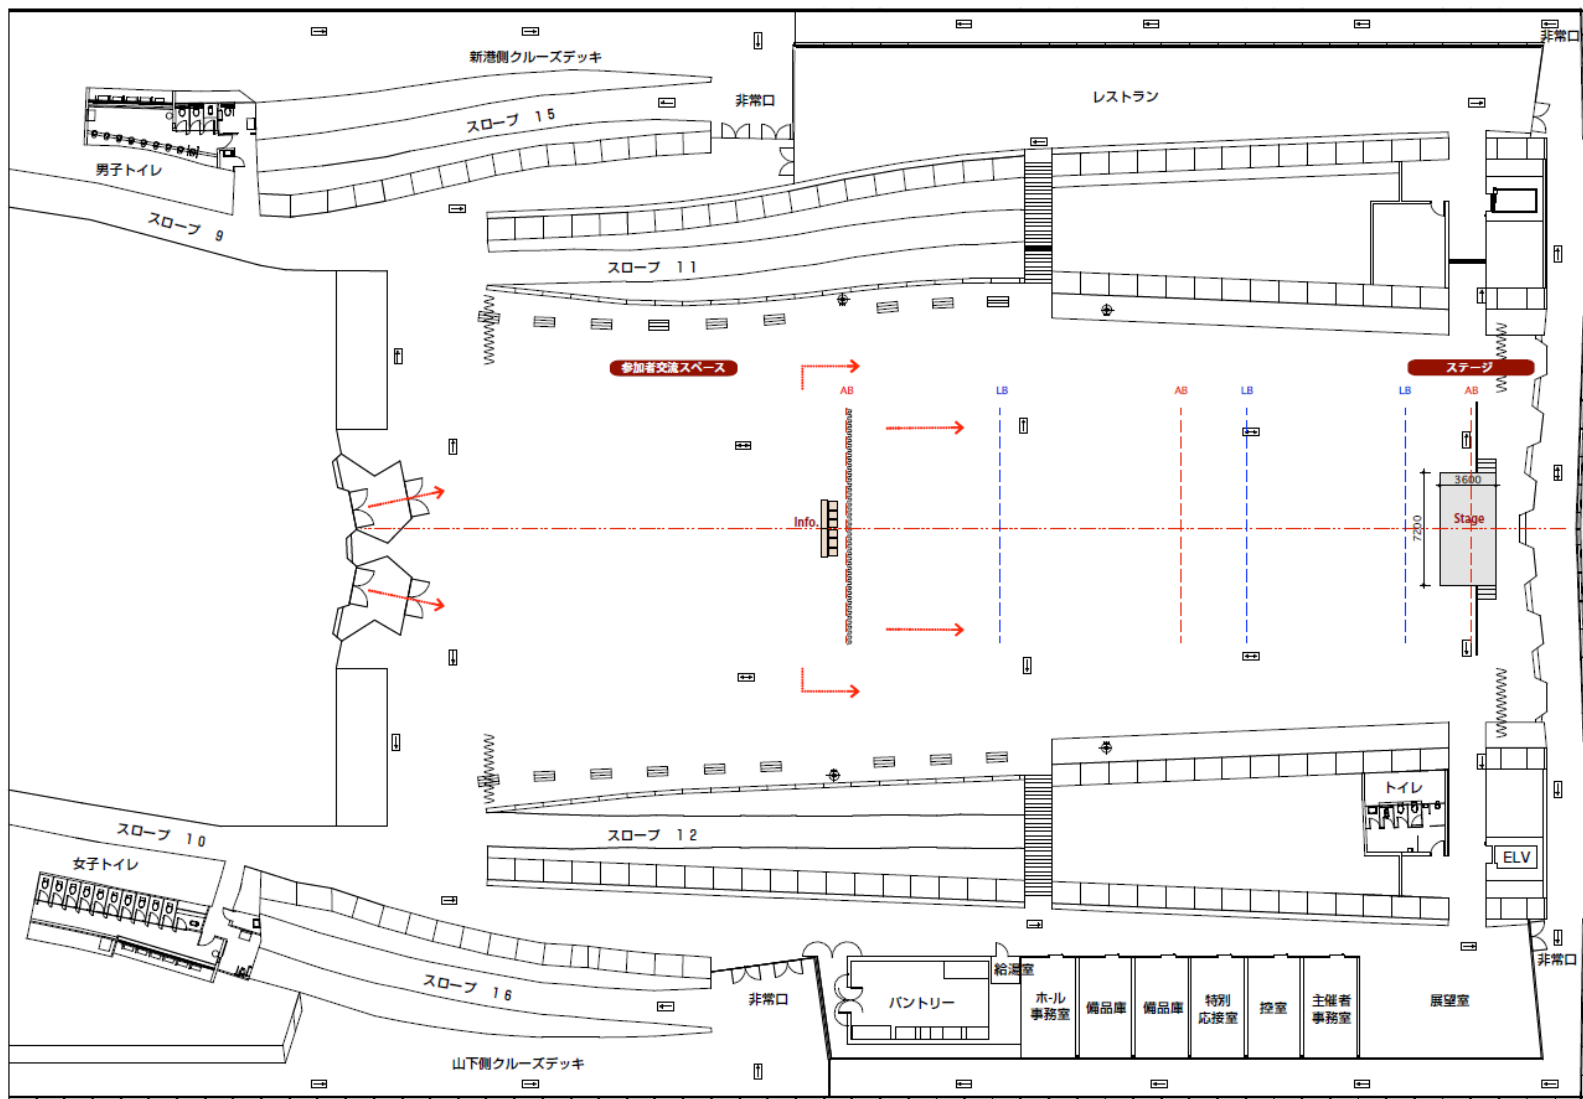 非常口
新港側クルーズデッキ
非常口
レストラン
スロープ 15
男子トイレ
スロープ 9
スロープ 11
参加者交流スペース
ステージ
AB
LB
AB
LB
LB
AB
3600
Info.
Stage
7200
トイレ
スロープ 10
スロープ 12
女子トイレ
ELV
非常口
給湯室
スロープ 16
非常口
パントリー
ホール
事務室
備品庫
備品庫
特別
応接室
控室
主催者
事務室
展望室
山下側クルーズデッキ